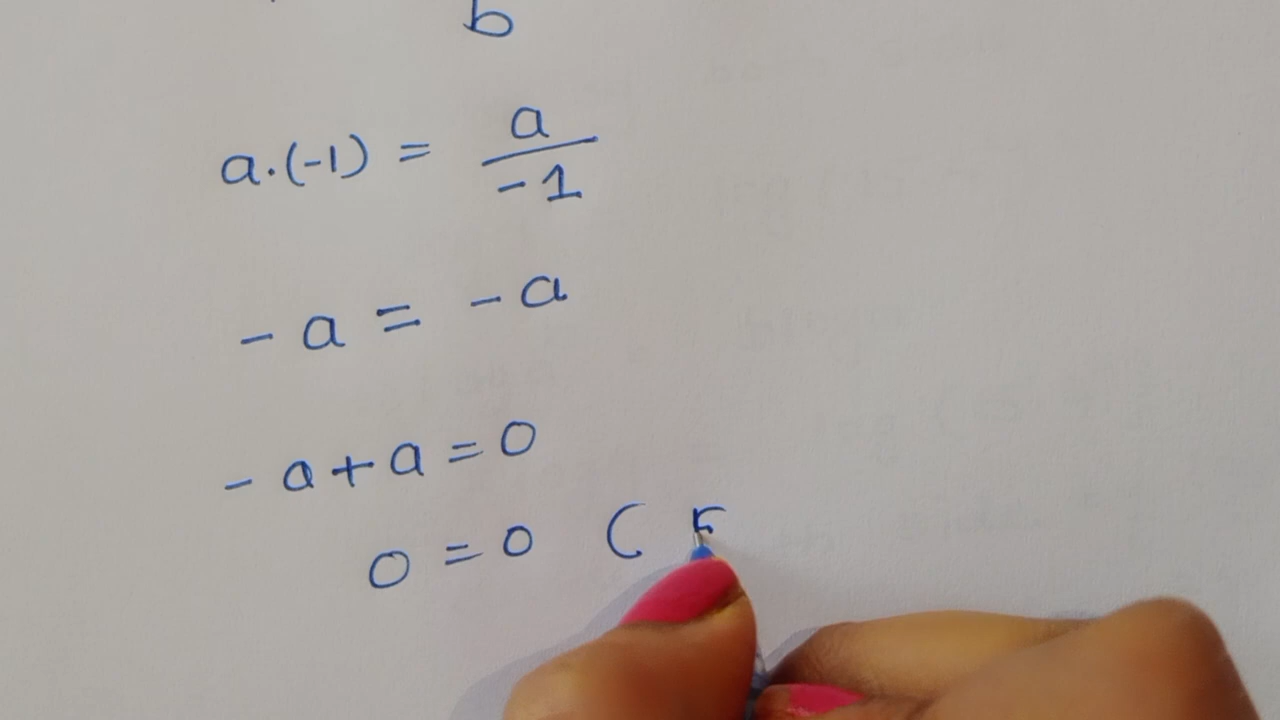 b
a.(-1) = a/-1
- a = - a
- a + a = 0
0 = 0 (